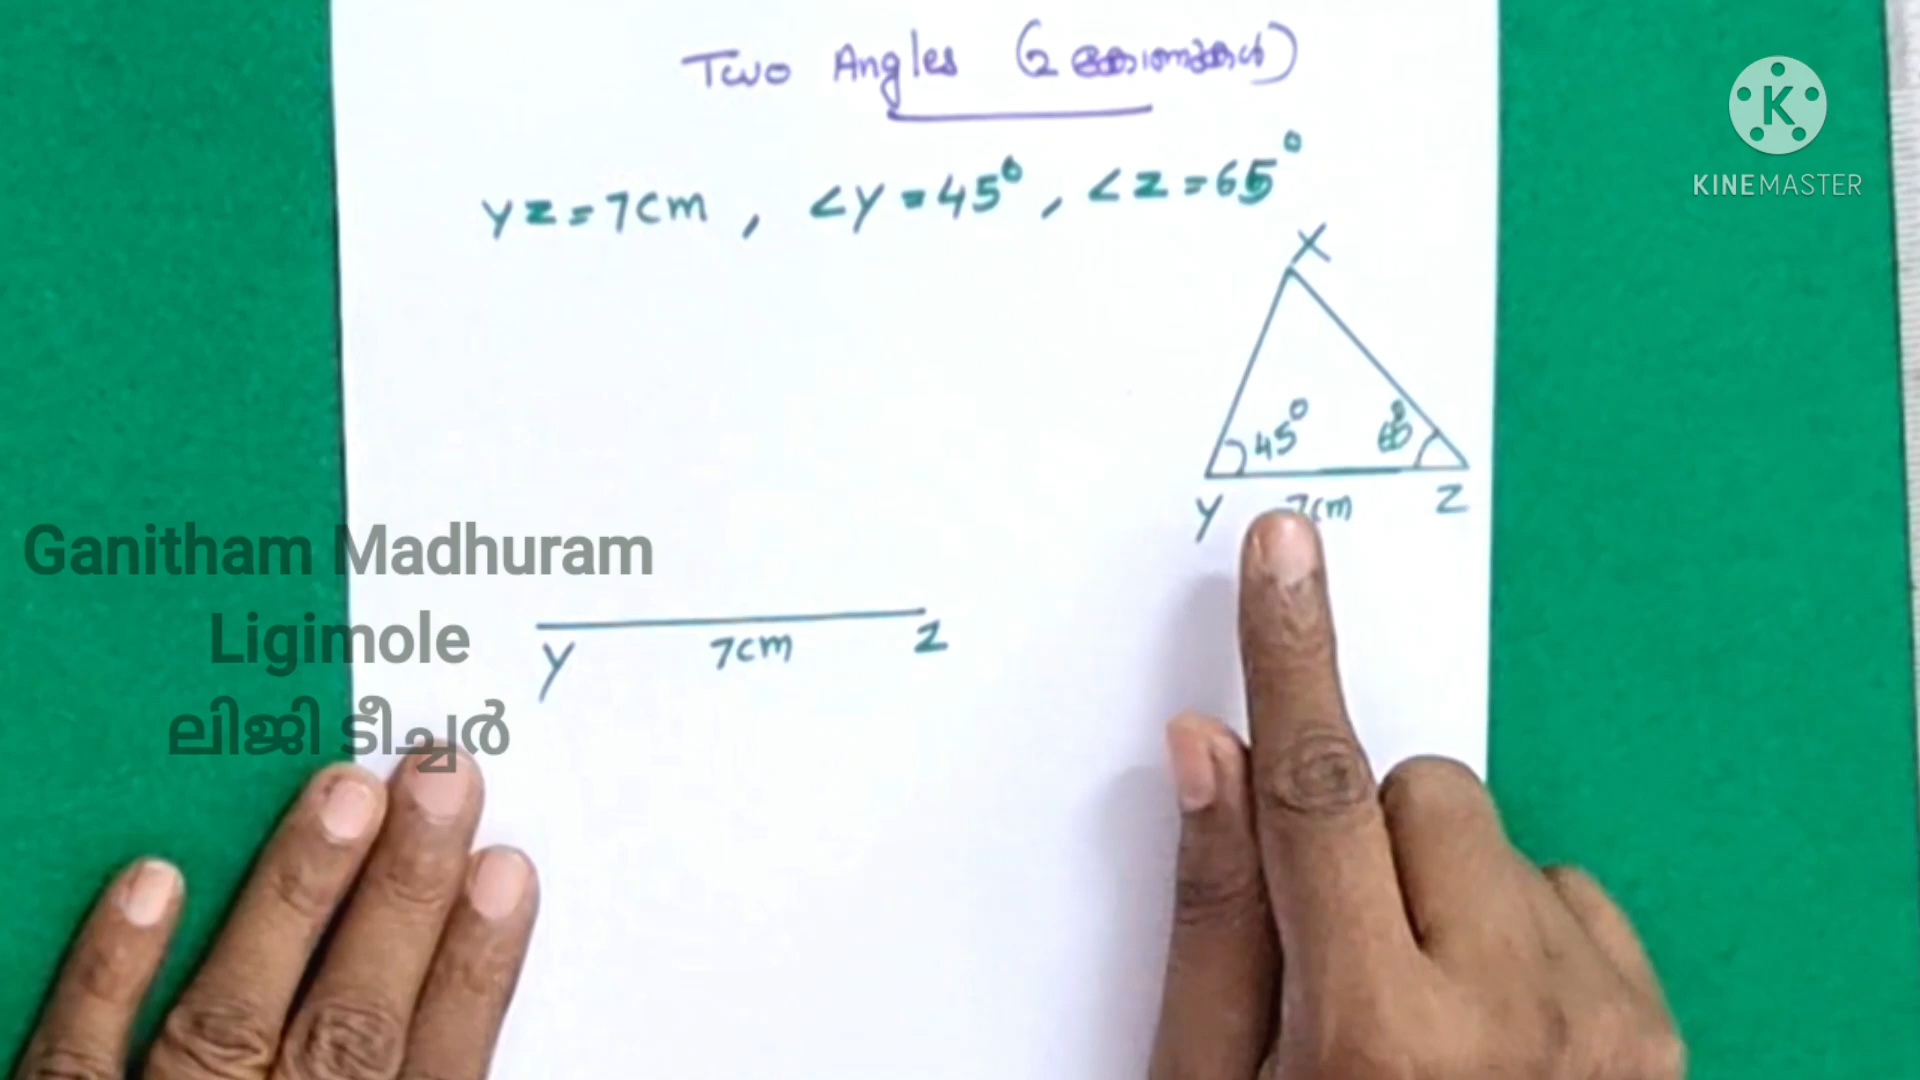 Two Angles (2 കോണുകൾ)
YZ = 7cm , ∠Y = 45° , ∠Z = 65°
X
45°
Y 7cm Z
Y 7cm Z
KINEMASTER
Ganitham Madhuram
Ligimole
ലിജി ടീച്ചർ